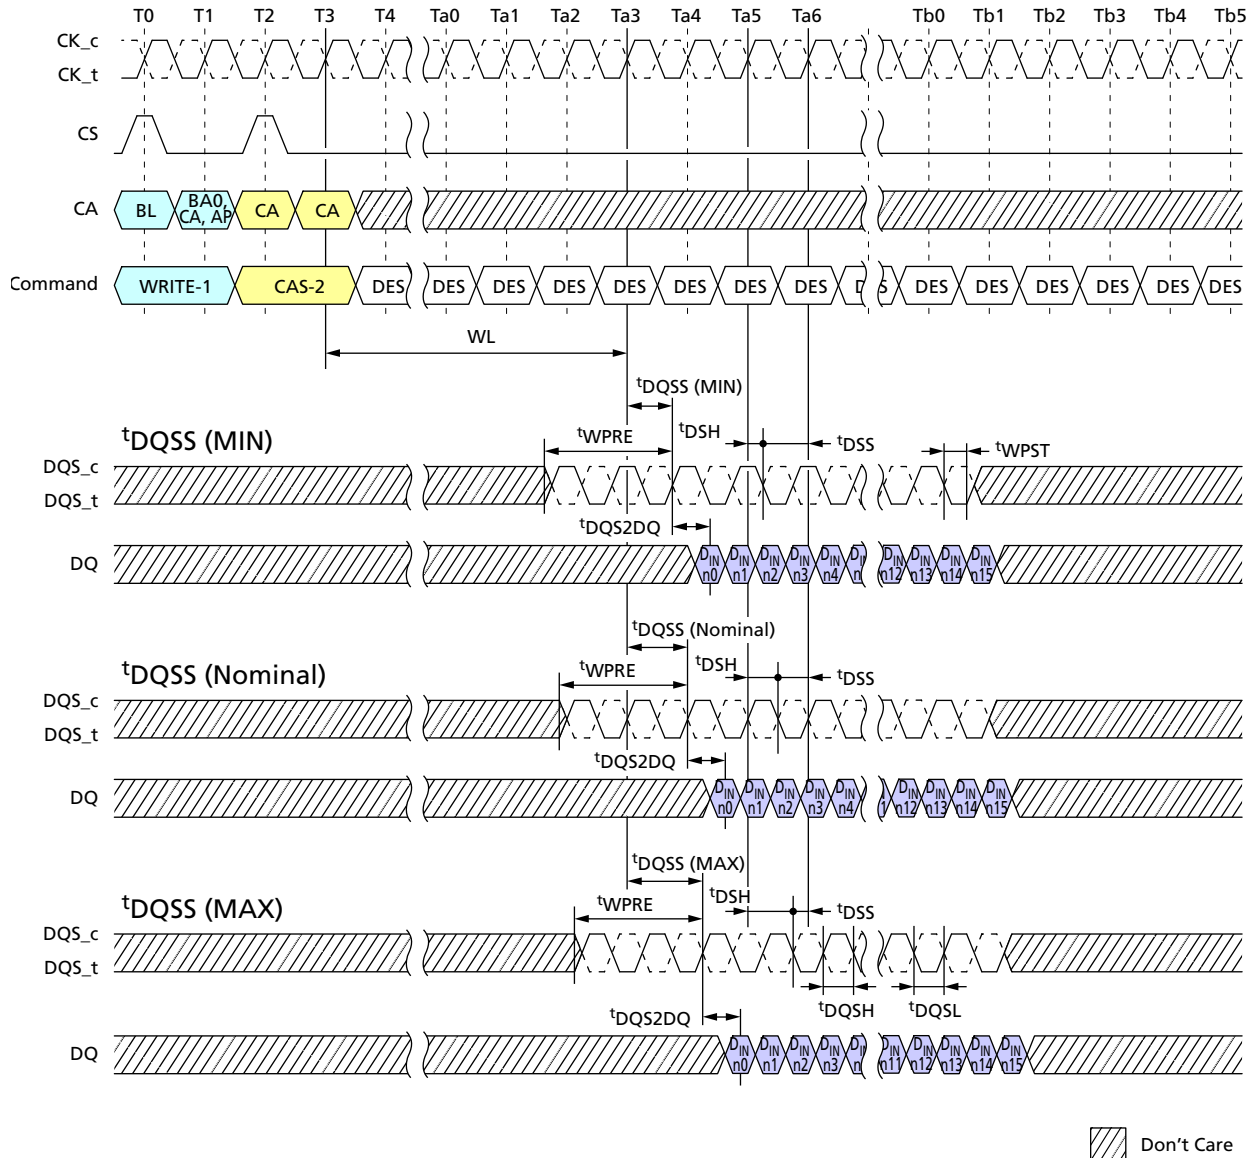 T0 T1 T2 T3 T4 Ta0 Ta1 Ta2 Ta3 Ta4 Ta5 Ta6 Tb0 Tb1 Tb2 Tb3 Tb4 Tb5
CK_c
CK_t
CS
CA BL BA0, CA, AP CA CA
Command WRITE-1 CAS-2 DES DES DES DES DES DES DES DES DES DES DES DES DES DES DES
WL
tDQSS (MIN)
tDQSS (MIN) tWPRE tDSH tDSS tWPST
DQS_c
DQS_t
tDQS2DQ
DQ DIN n0 DIN n1 DIN n2 DIN n3 DIN n4 DIN n12 DIN n13 DIN n14 DIN n15
tDQSS (Nominal)
tDQSS (Nominal) tWPRE tDSH tDSS
DQS_c
DQS_t
tDQS2DQ
DQ DIN n0 DIN n1 DIN n2 DIN n3 DIN n4 DIN n12 DIN n13 DIN n14 DIN n15
tDQSS (MAX)
tDQSS (MAX) tWPRE tDSH tDSS
DQS_c
DQS_t
tDQSH tDQSL
tDQS2DQ
DQ DIN n0 DIN n1 DIN n2 DIN n3 DIN n11 DIN n12 DIN n13 DIN n14 DIN n15
Don't Care